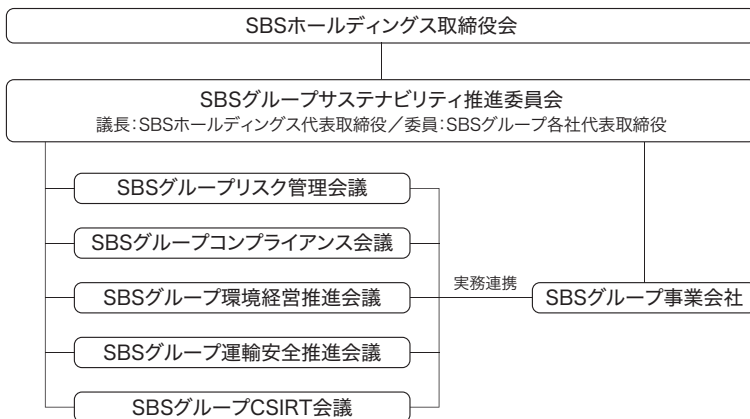 SBSホールディングス取締役会
SBSグループサステナビリティ推進委員会
議長：SBSホールディングス代表取締役／委員：SBSグループ各社代表取締役
SBSグループリスク管理会議
SBSグループコンプライアンス会議
SBSグループ環境経営推進会議
実務連携
SBSグループ事業会社
SBSグループ運輸安全推進会議
SBSグループCSIRT会議